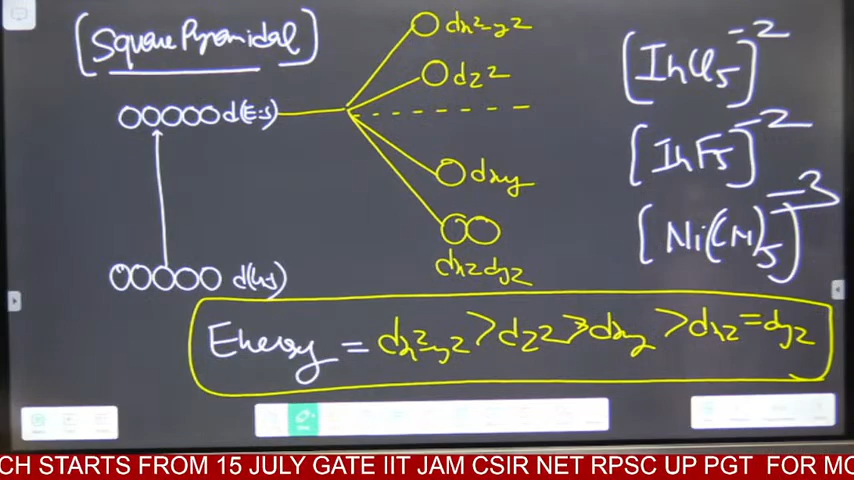 [Square Pyramidal]
dx²-y²
dz²
d(E·s)
dxy
dxz dyz
[InCl5]-2
[InF5]-2
[Ni(CN)5]-3
Energy = dx²-y² > dz² > dxy > dxz = dyz
CH STARTS FROM 15 JULY GATE IIT JAM CSIR NET RPSC UP PGT FOR MO